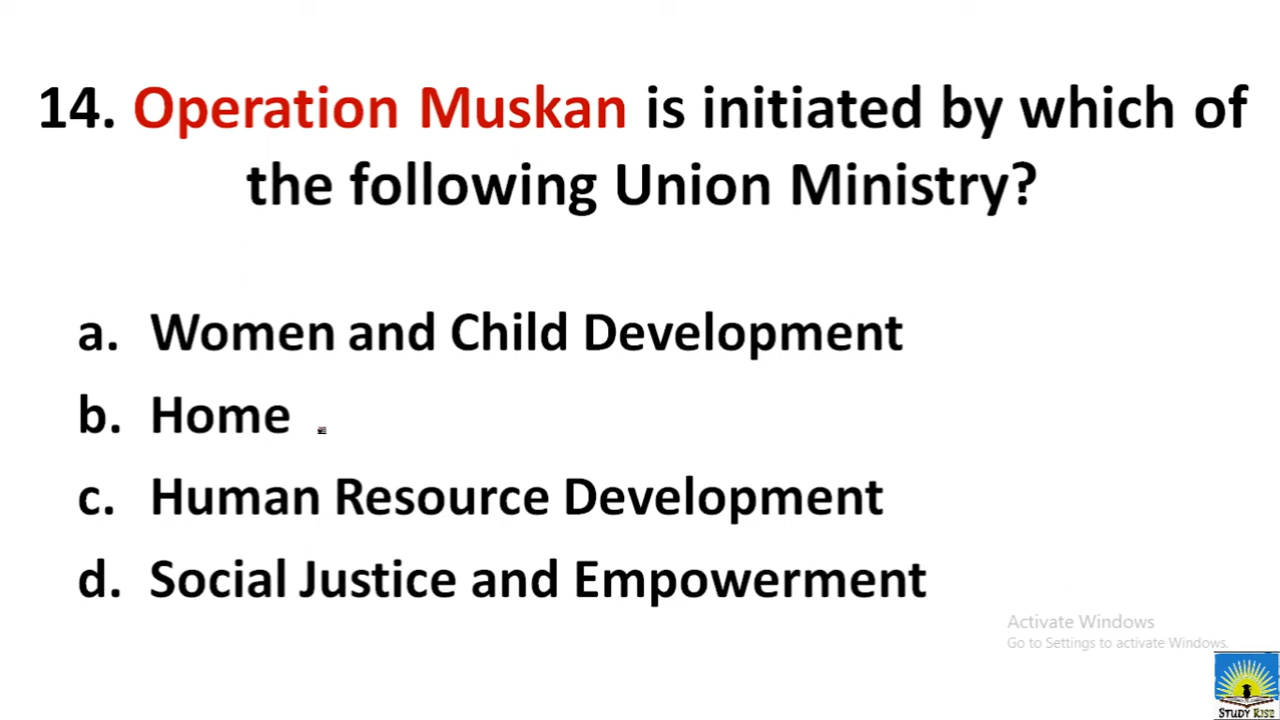 14. Operation Muskan is initiated by which of
the following Union Ministry?
a. Women and Child Development
b. Home
c. Human Resource Development
d. Social Justice and Empowerment
Activate Windows
Go to Settings to activate Windows.
STUDY RISE